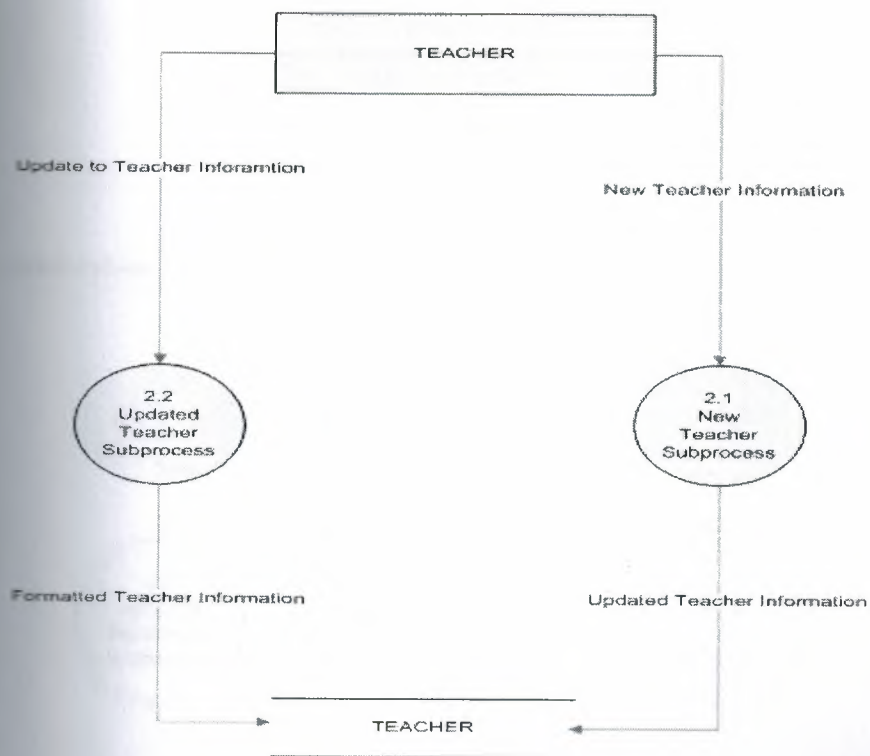 TEACHER
Update to Teacher Inforamtion
New Teacher Information
2.2
Updated
Teacher
Subprocess
2.1
New
Teacher
Subprocess
Formatted Teacher Information
Updated Teacher Information
TEACHER